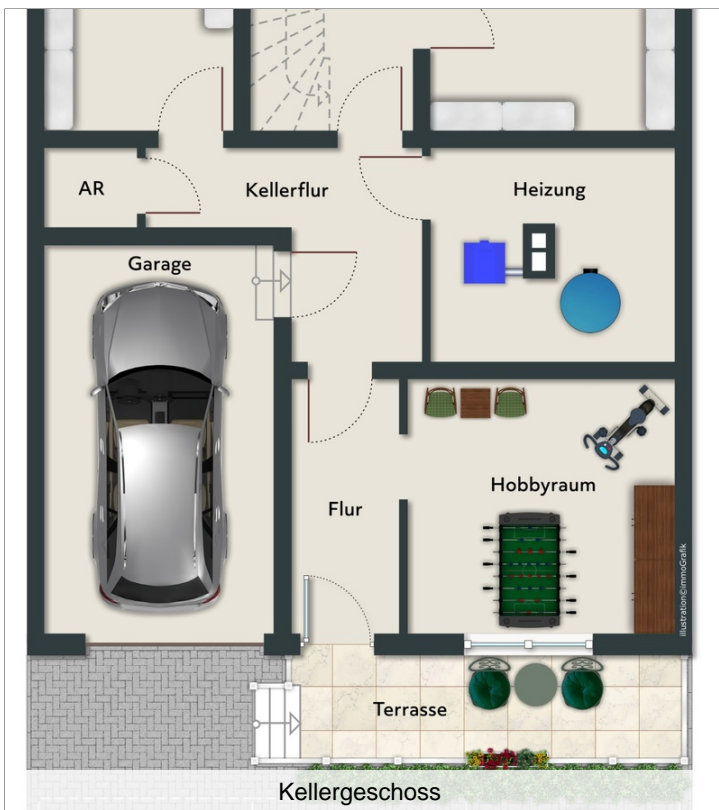 AR
Kellerflur
Heizung
Garage
Hobbyraum
Flur
illustration©immoGrafik
Terrasse
Kellergeschoss